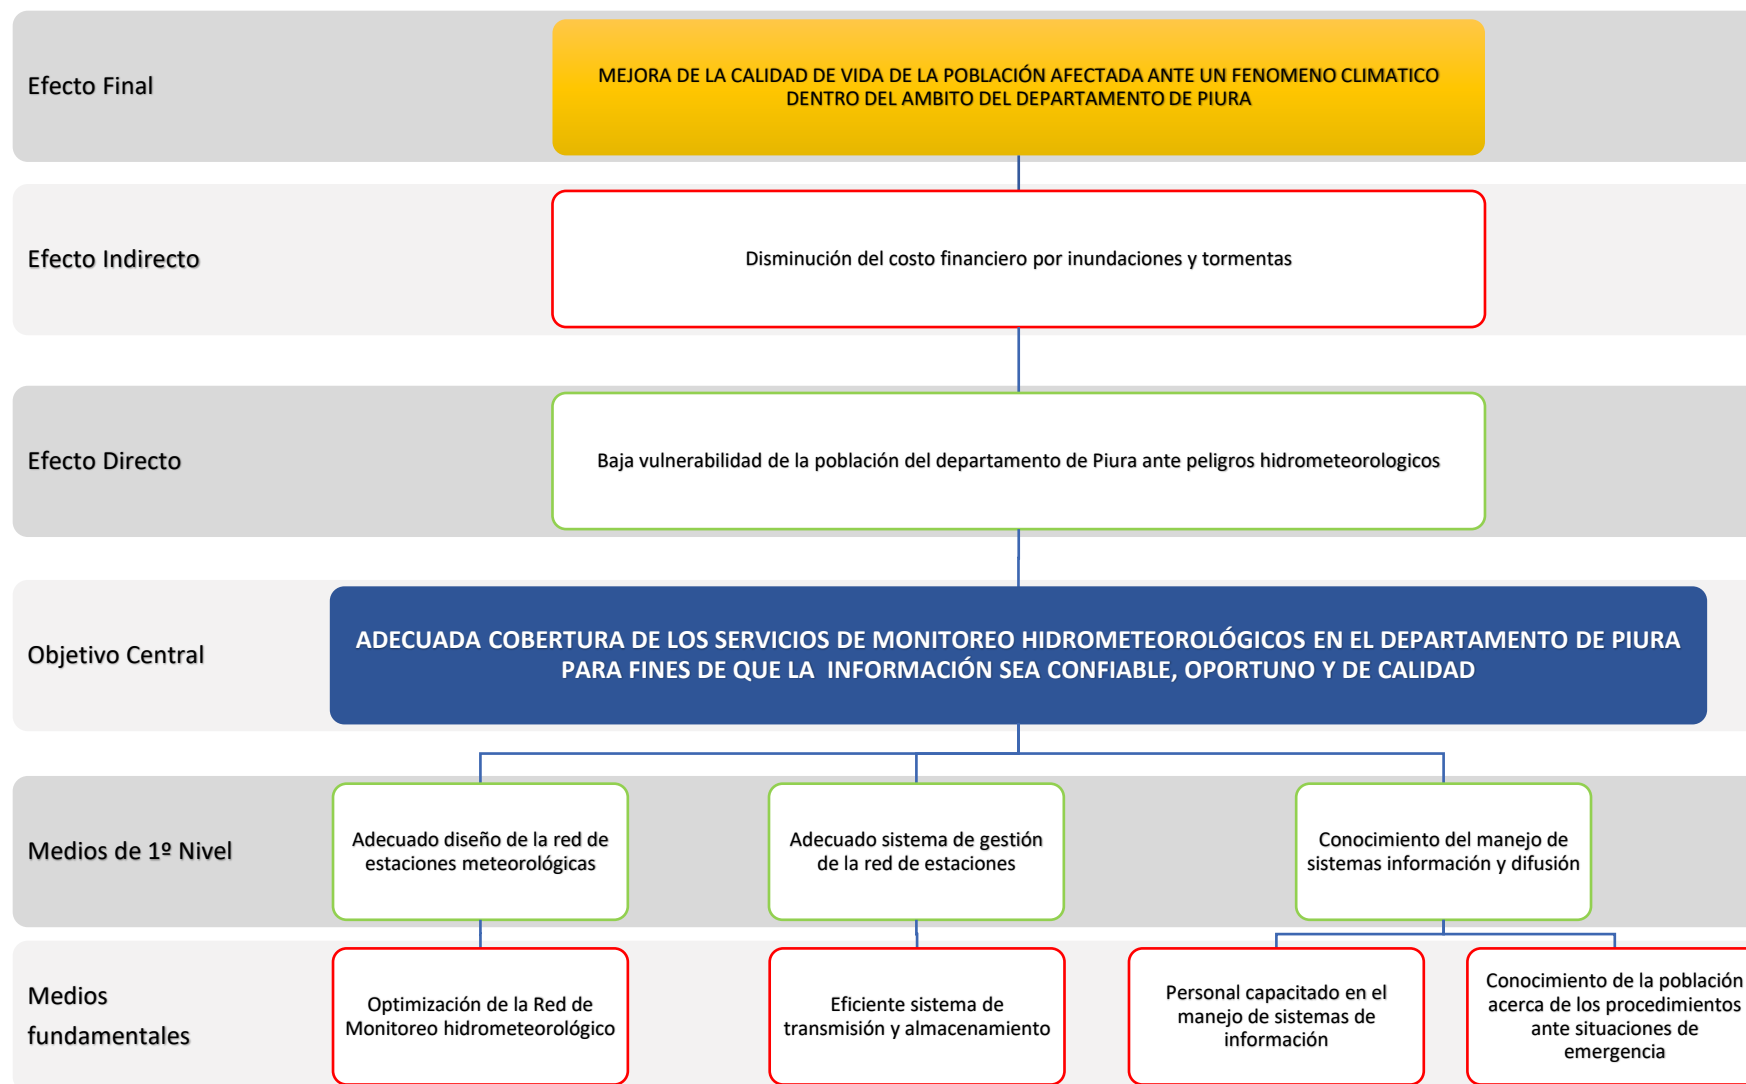 Efecto Final
MEJORA DE LA CALIDAD DE VIDA DE LA POBLACIÓN AFECTADA ANTE UN FENOMENO CLIMATICO
DENTRO DEL AMBITO DEL DEPARTAMENTO DE PIURA
Efecto Indirecto
Disminución del costo financiero por inundaciones y tormentas
Efecto Directo
Baja vulnerabilidad de la población del departamento de Piura ante peligros hidrometeorologicos
Objetivo Central
ADECUADA COBERTURA DE LOS SERVICIOS DE MONITOREO HIDROMETEOROLÓGICOS EN EL DEPARTAMENTO DE PIURA
PARA FINES DE QUE LA  INFORMACIÓN SEA CONFIABLE, OPORTUNO Y DE CALIDAD
Medios de 1º Nivel
Adecuado diseño de la red de
estaciones meteorológicas
Adecuado sistema de gestión
de la red de estaciones
Conocimiento del manejo de
sistemas información y difusión
Medios
fundamentales
Optimización de la Red de
Monitoreo hidrometeorológico
Eficiente sistema de
transmisión y almacenamiento
Personal capacitado en el
manejo de sistemas de
información
Conocimiento de la población
acerca de los procedimientos
ante situaciones de
emergencia